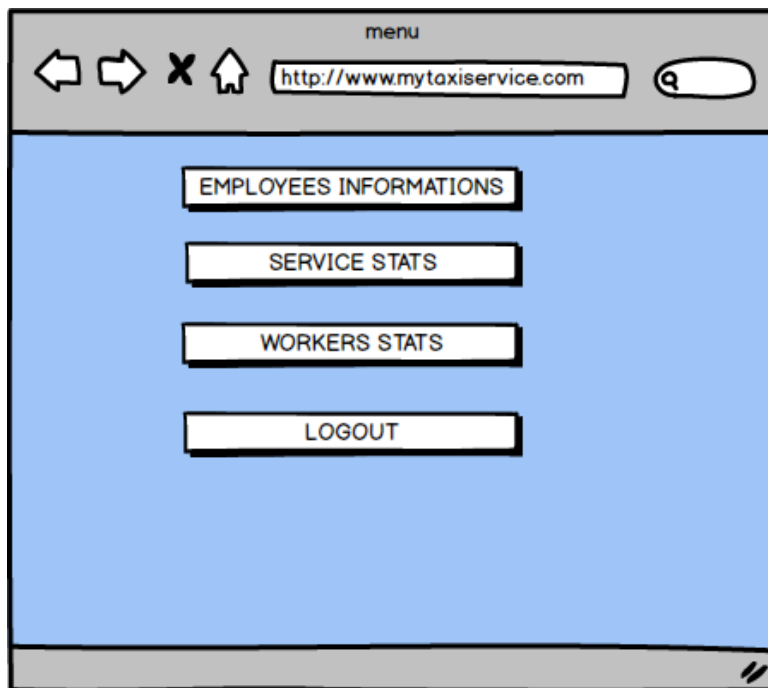 menu
http://www.mytaxiservice.com
EMPLOYEES INFORMATIONS
SERVICE STATS
WORKERS STATS
LOGOUT